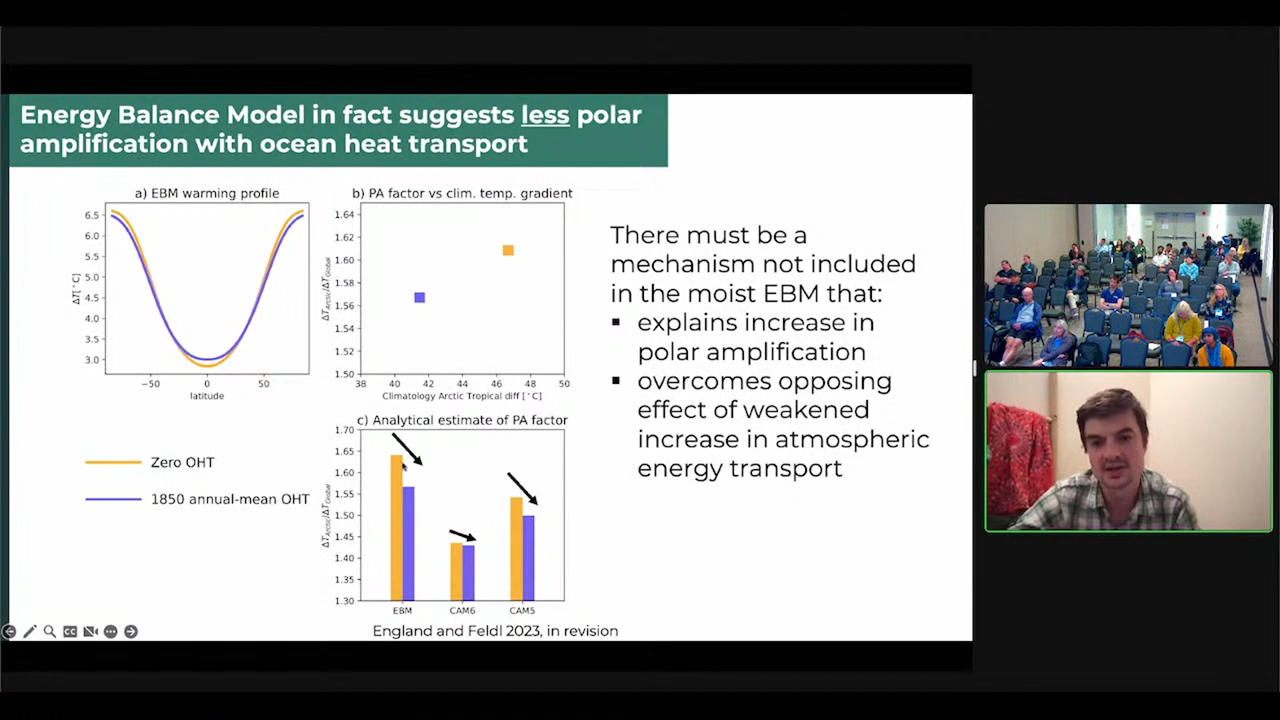 Energy Balance Model in fact suggests less polar
amplification with ocean heat transport
a) EBM warming profile
6.5
6.0
5.5
5.0
4.5
4.0
3.5
3.0
ΔT[°C]
−50
0
50
latitude
b) PA factor vs clim. temp. gradient
1.64
1.62
1.60
1.58
1.56
1.54
1.52
1.50
ΔT_Arctic/ΔT_Global
38
40
42
44
46
48
50
Climatology Arctic Tropical diff [°C]
Zero OHT
1850 annual-mean OHT
c) Analytical estimate of PA factor
1.70
1.65
1.60
1.55
1.50
1.45
1.40
1.35
1.30
ΔT_Arctic/ΔT_Global
EBM
CAM6
CAM5
England and Feldl 2023, in revision
There must be a
mechanism not included
in the moist EBM that:
▪ explains increase in
polar amplification
▪ overcomes opposing
effect of weakened
increase in atmospheric
energy transport
CC